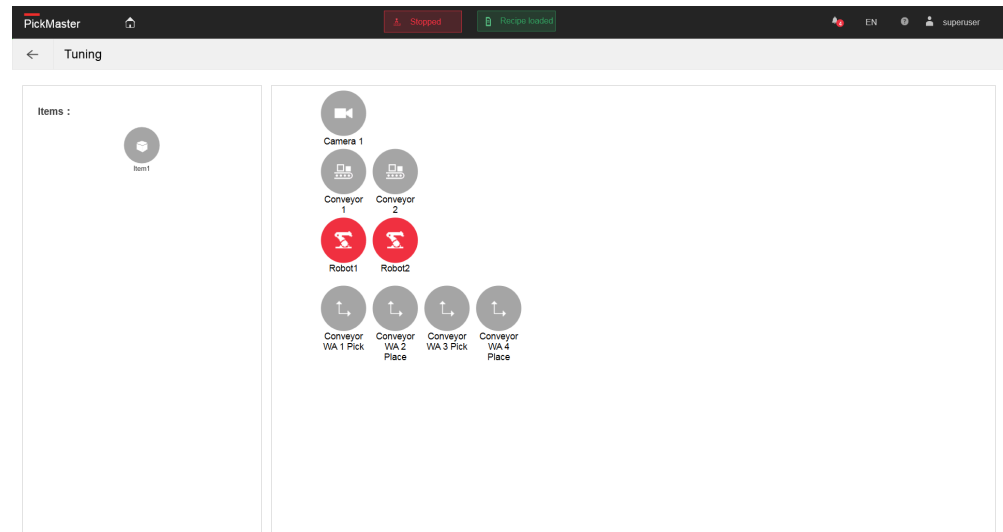 PickMaster
Stopped
Recipe loaded
4
EN
superuser
Tuning
Items :
Item1
Camera 1
Conveyor
1
Conveyor
2
Robot1
Robot2
Conveyor
WA 1 Pick
Conveyor
WA 2
Place
Conveyor
WA 3 Pick
Conveyor
WA 4
Place